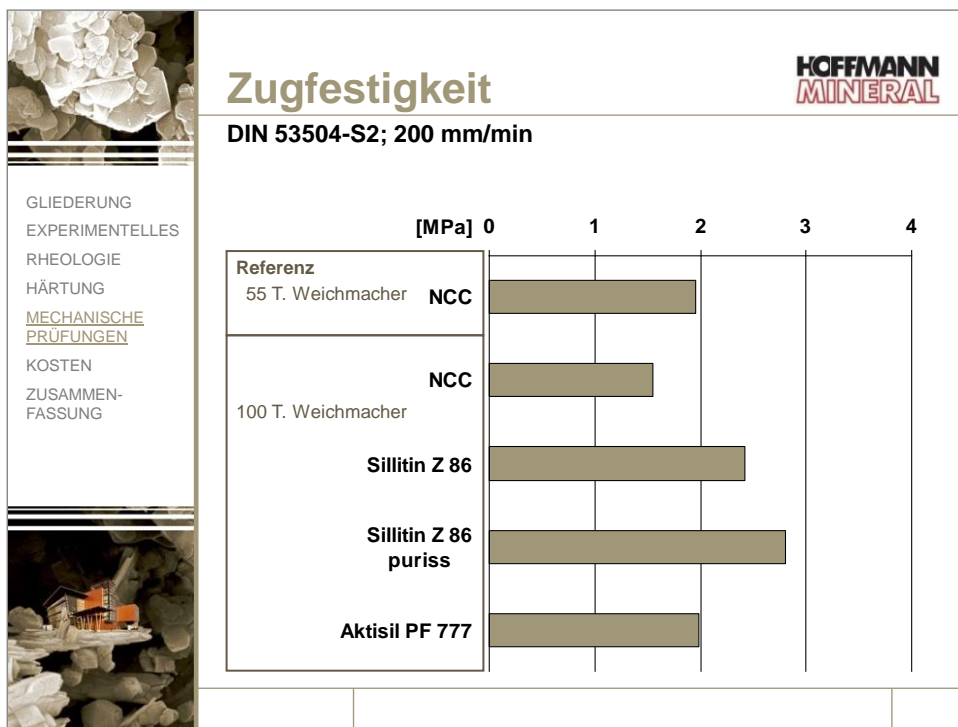 Zugfestigkeit
HOFFMANN
MINERAL
DIN 53504-S2; 200 mm/min
GLIEDERUNG
EXPERIMENTELLES
RHEOLOGIE
HÄRTUNG
MECHANISCHE
PRÜFUNGEN
KOSTEN
ZUSAMMEN-
FASSUNG
[MPa] 0 1 2 3 4
Referenz
55 T. Weichmacher NCC
NCC
100 T. Weichmacher
Sillitin Z 86
Sillitin Z 86
puriss
Aktisil PF 777